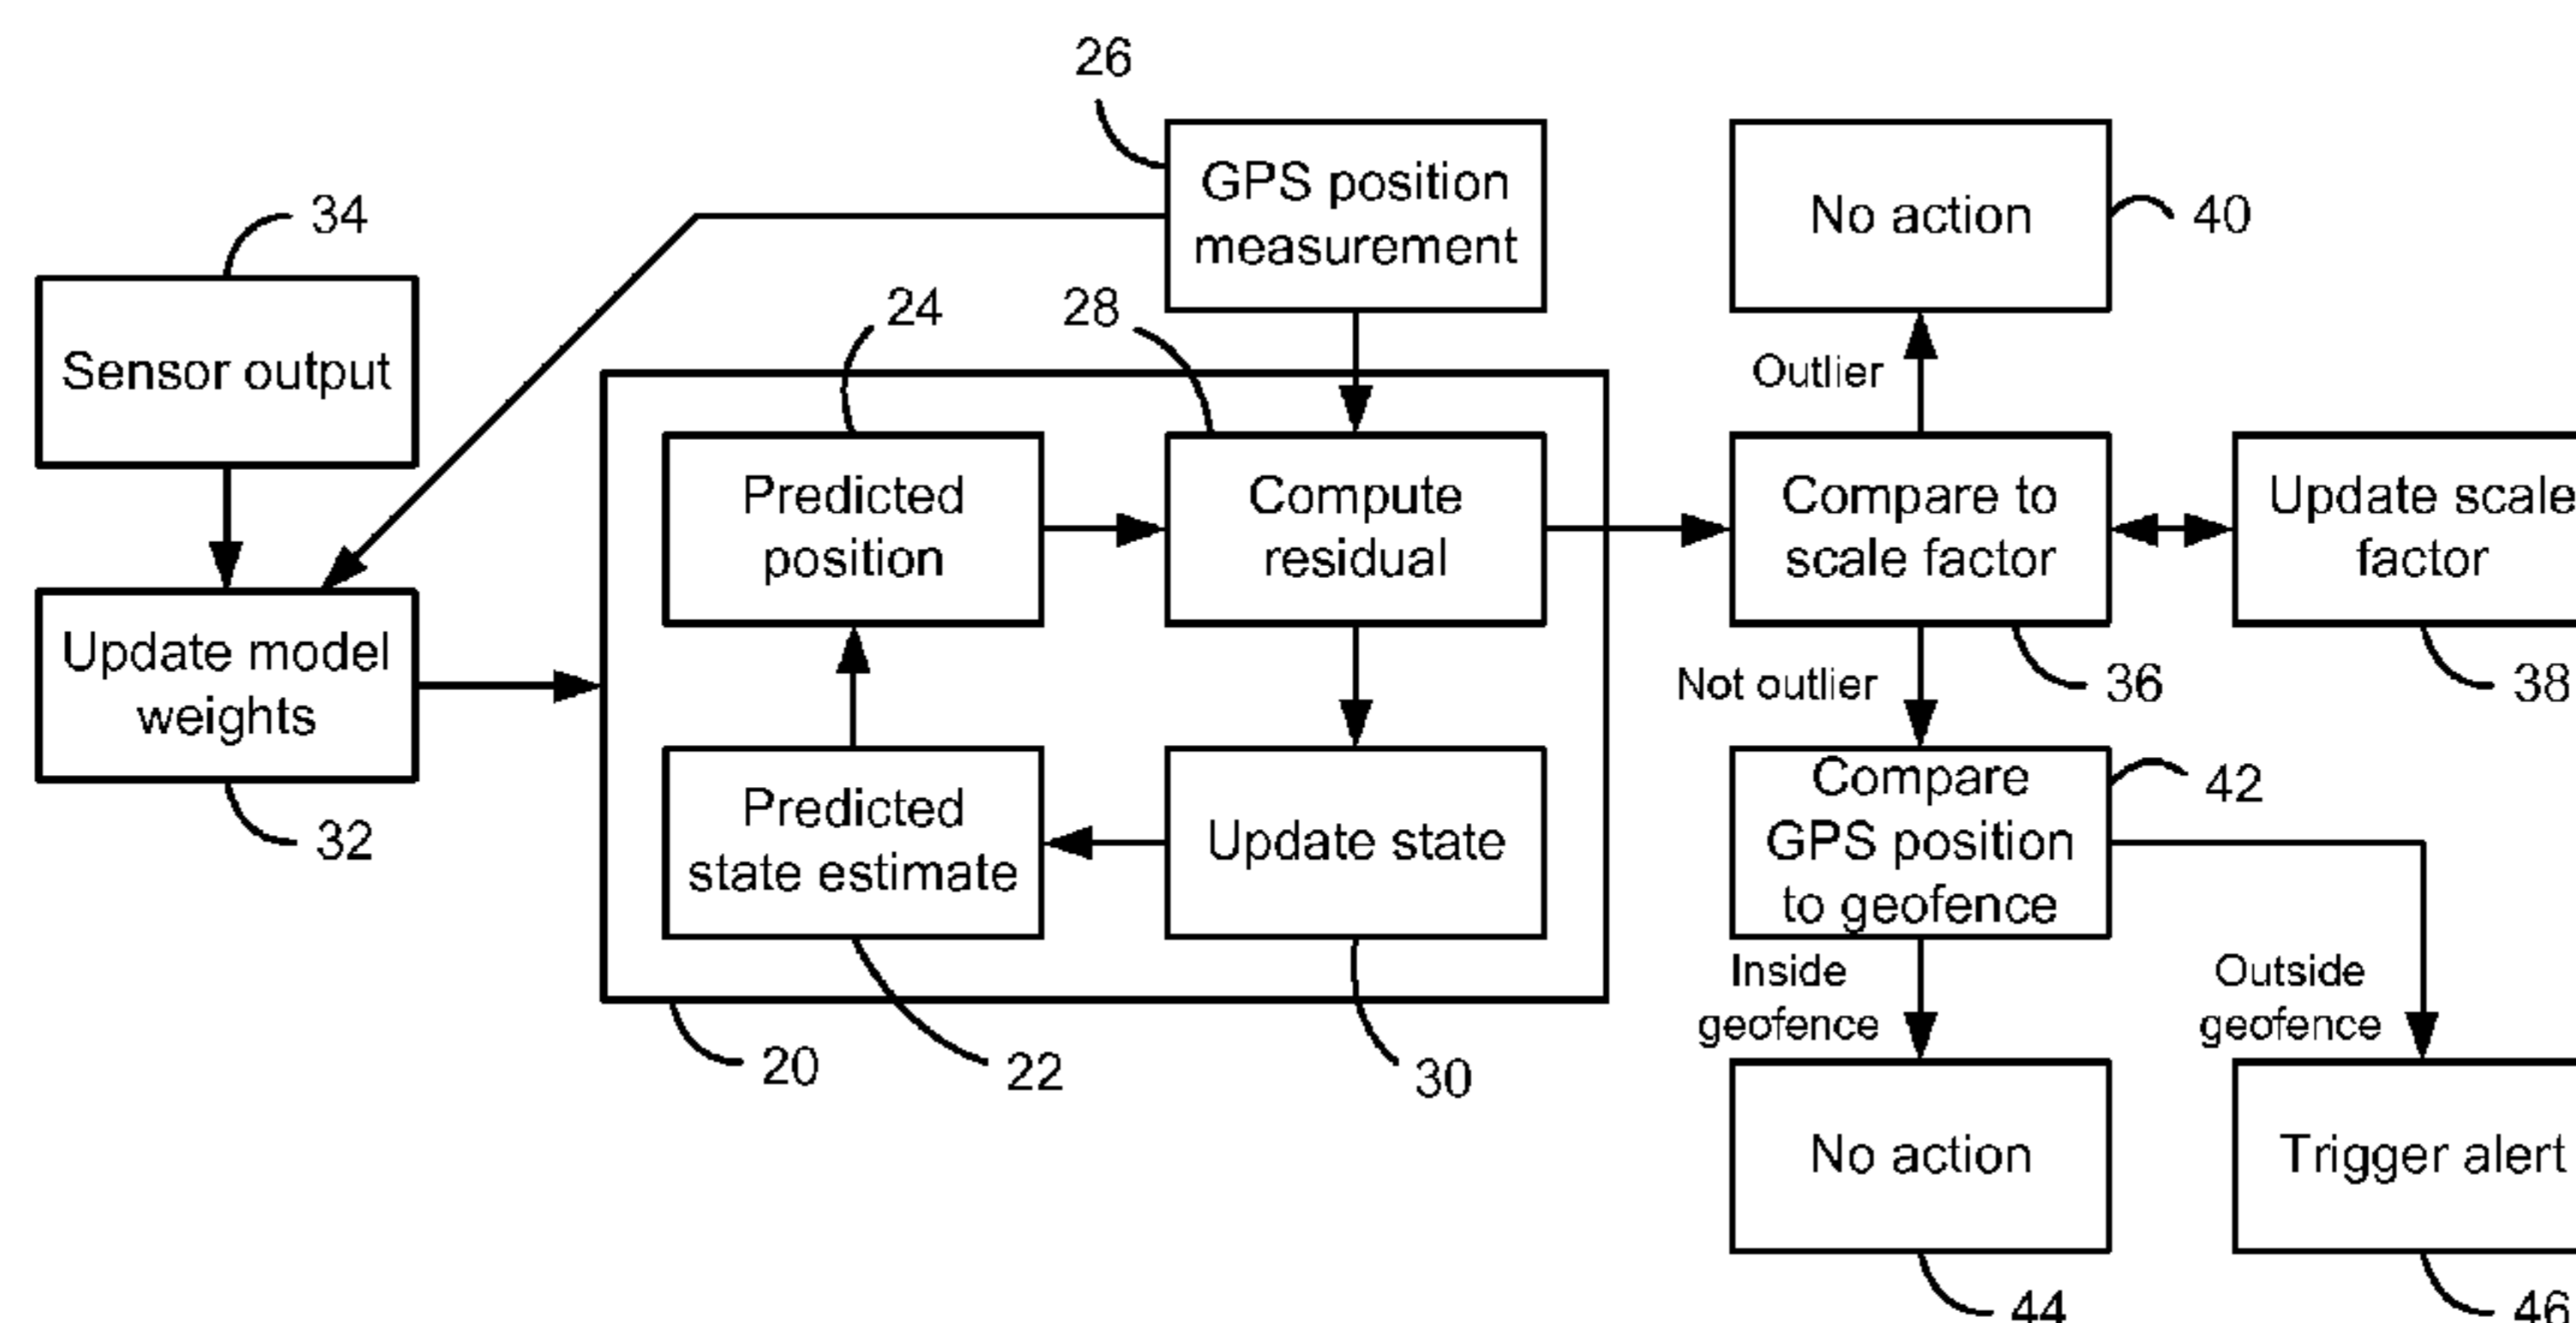 26
GPS position
measurement
No action
40
34
Sensor output
24
28
Outlier
Predicted
position
Compute
residual
Compare to
scale factor
Update scale
factor
Update model
weights
32
Not outlier
36
38
Predicted
state estimate
Update state
Compare
GPS position
to geofence
42
Inside
geofence
Outside
geofence
20
22
30
No action
Trigger alert
44
46